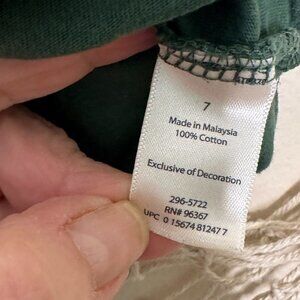 7
Made in Malaysia
100% Cotton
Exclusive of Decoration
296-5722
RN# 96367
UPC 0 15674 81247 7